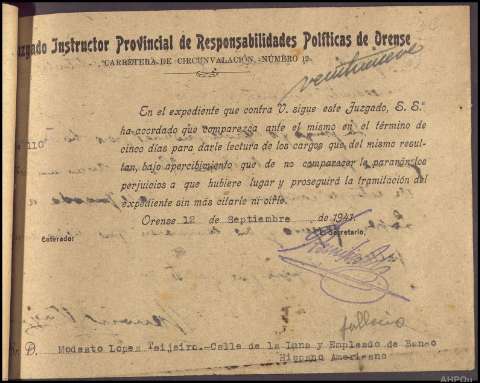 Juzgado Instructor Provincial de Responsabilidades Políticas de Orense
CARRETERA DE CIRCUNVALACIÓN, NÚMERO 12
veintinueve
En el expediente que contra V. sigue este Juzgado, S. S.ª
ha acordado que comparezca ante el mismo en el término de
cinco días para darle lectura de los cargos que del mismo resul-
tan, bajo apercibimiento que de no comparecer le pararán los
perjuicios a que hubiere lugar y proseguirá la tramitación del
expediente sin más citarle ni oirle.
Orense 12 de Septiembre de 1941.
Enterado: El Secretario,
fallecio
D. Modesto Lopez Teijeiro.-Calle de la Luna y Empleado de Banco
Hispano Americano
AHPOu